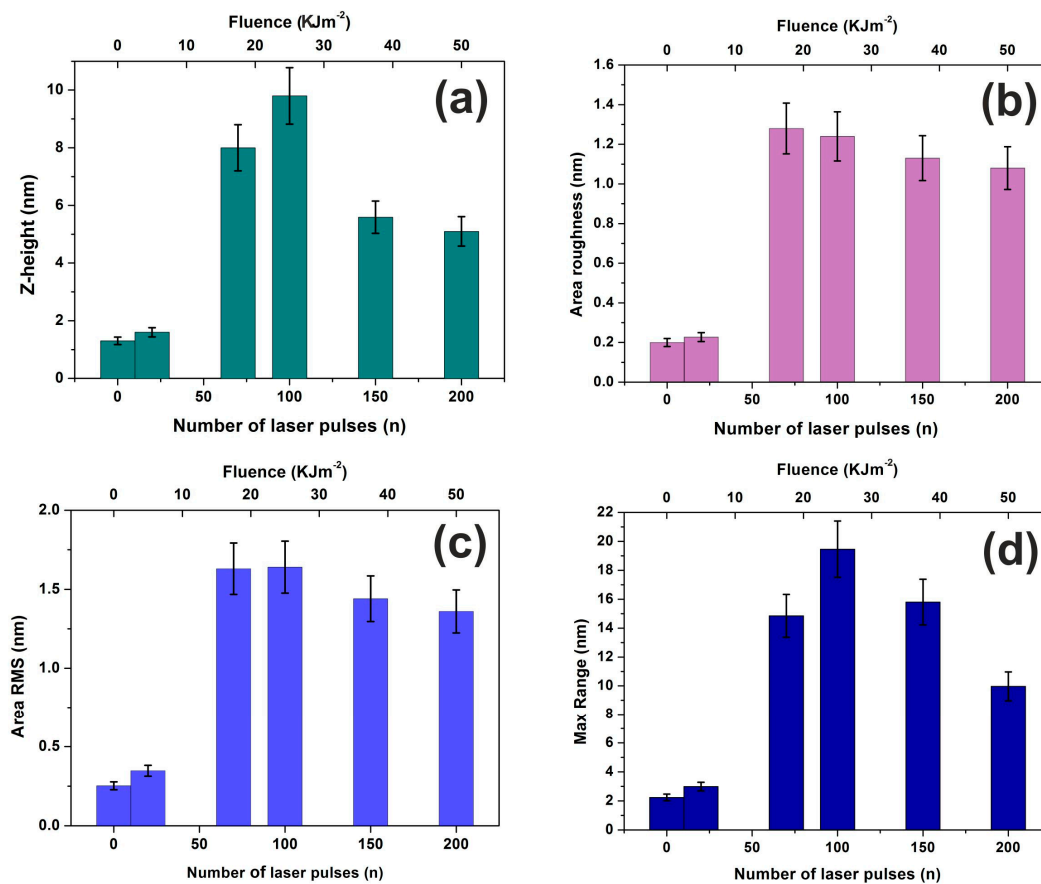 Fluence (KJm⁻²)
0 10 20 30 40 50
(a)
10
8
6
4
2
0
Z-height (nm)
0 50 100 150 200
Number of laser pulses (n)
Fluence (KJm⁻²)
0 10 20 30 40 50
(b)
1.6
1.4
1.2
1.0
0.8
0.6
0.4
0.2
0.0
Area roughness (nm)
0 50 100 150 200
Number of laser pulses (n)
Fluence (KJm⁻²)
0 10 20 30 40 50
(c)
2.0
1.5
1.0
0.5
0.0
Area RMS (nm)
0 50 100 150 200
Number of laser pulses (n)
Fluence (KJm⁻²)
0 10 20 30 40 50
(d)
22
20
18
16
14
12
10
8
6
4
2
0
Max Range (nm)
0 50 100 150 200
Number of laser pulses (n)